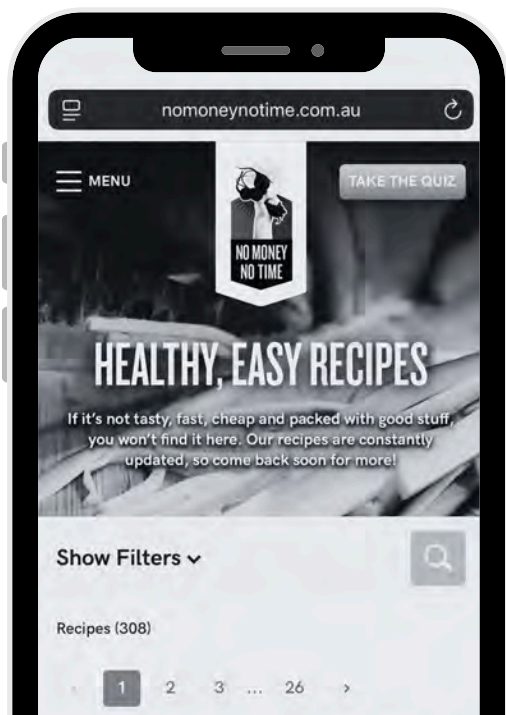 nomoneynotime.com.au
MENU
TAKE THE QUIZ
NO MONEY
NO TIME
HEALTHY, EASY RECIPES
If it's not tasty, fast, cheap and packed with good stuff,
you won't find it here. Our recipes are constantly
updated, so come back soon for more!
Show Filters
Recipes (308)
1 2 3 ... 26 ›